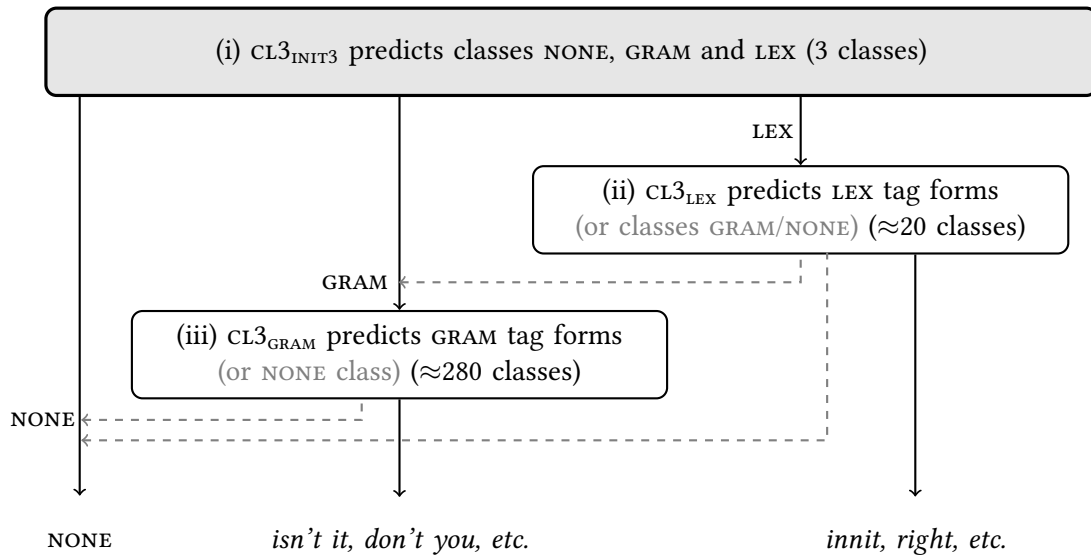 (i) CL3INIT3 predicts classes NONE, GRAM and LEX (3 classes)
LEX
(ii) CL3LEX predicts LEX tag forms
(or classes GRAM/NONE) (≈20 classes)
GRAM
(iii) CL3GRAM predicts GRAM tag forms
(or NONE class) (≈280 classes)
NONE
NONE
isn't it, don't you, etc.
innit, right, etc.